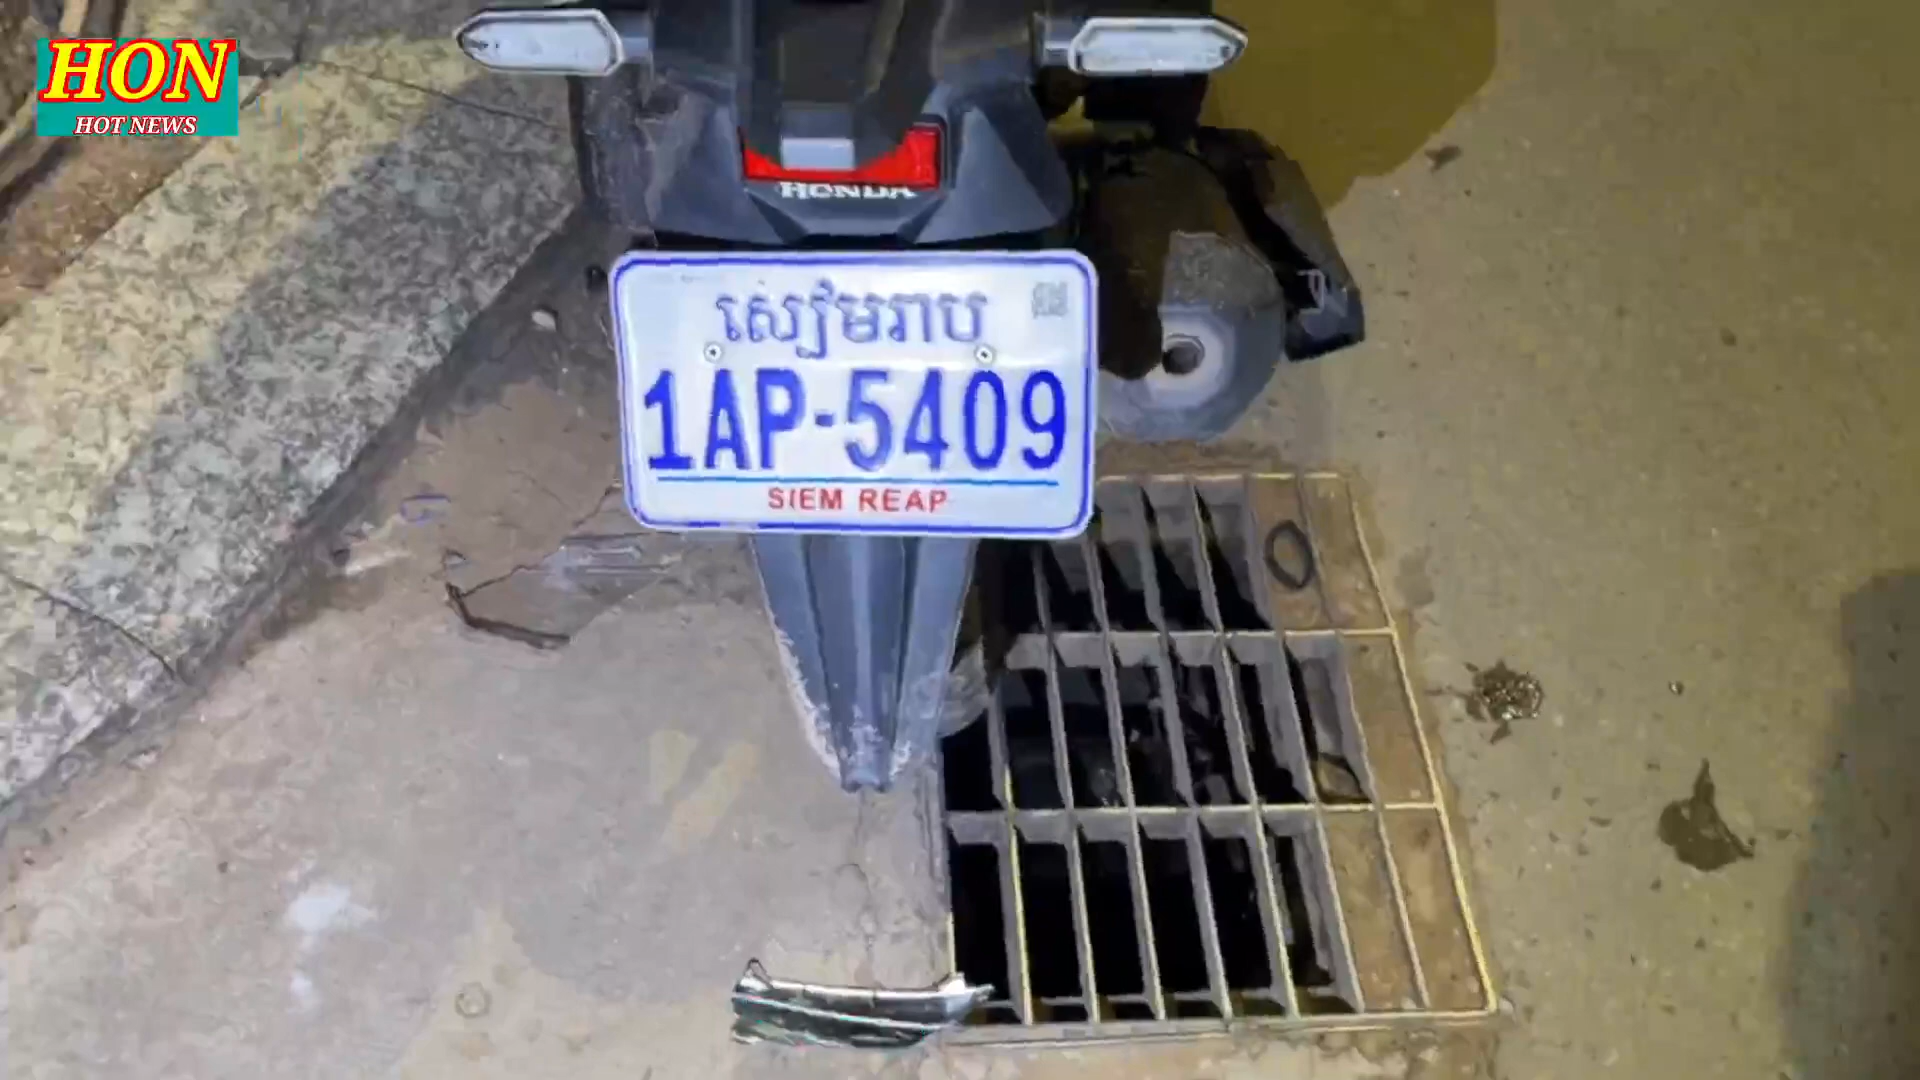 HON
HOT NEWS
HONDA
សៀមរាប
1AP-5409
SIEM REAP